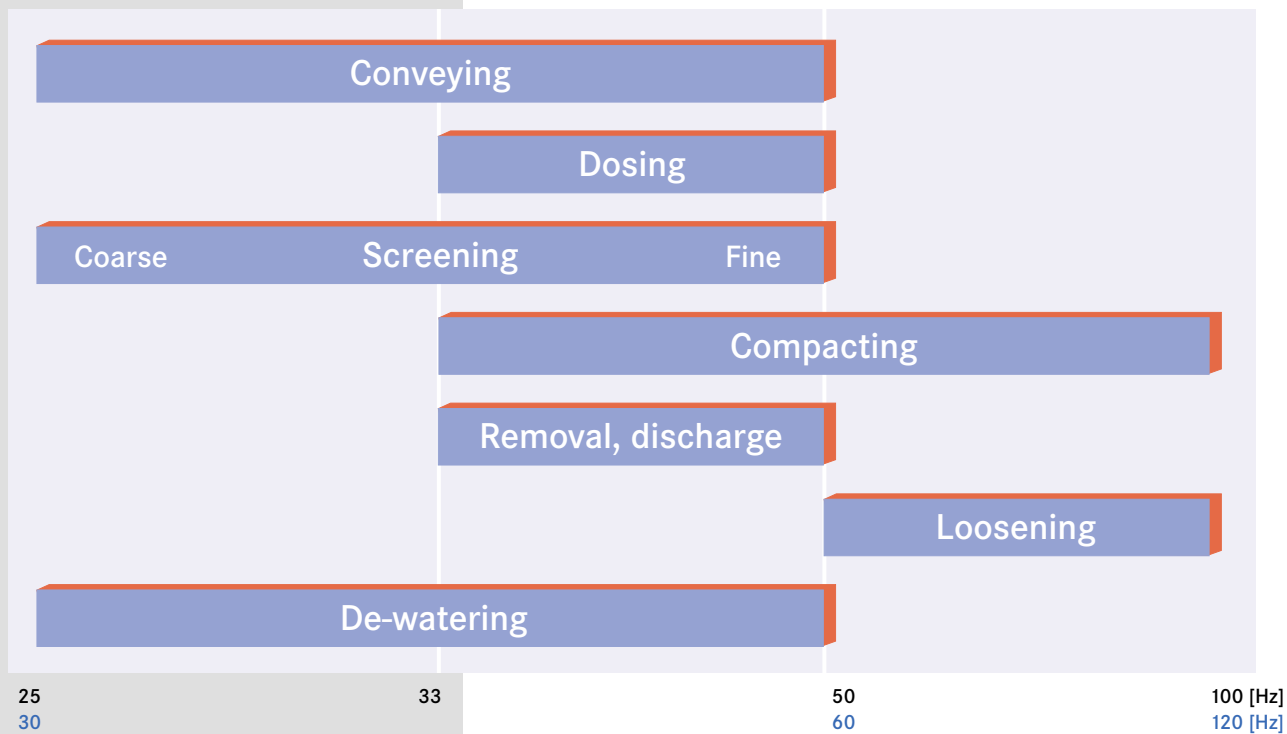 Conveying
Dosing
Coarse Screening Fine
Compacting
Removal, discharge
Loosening
De-watering
25 33 50 100 [Hz]
30 60 120 [Hz]